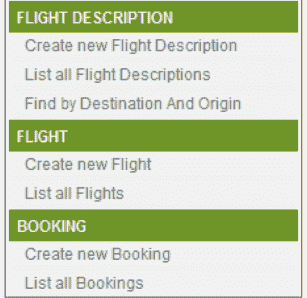 FLIGHT DESCRIPTION
Create new Flight Description
List all Flight Descriptions
Find by Destination And Origin
FLIGHT
Create new Flight
List all Flights
BOOKING
Create new Booking
List all Bookings